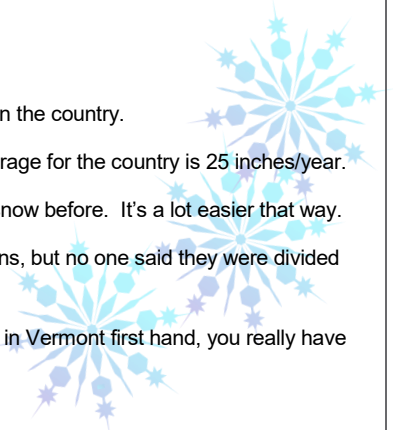 n the country.
rage for the country is 25 inches/year.
now before.  It's a lot easier that way.
ns, but no one said they were divided
in Vermont first hand, you really have